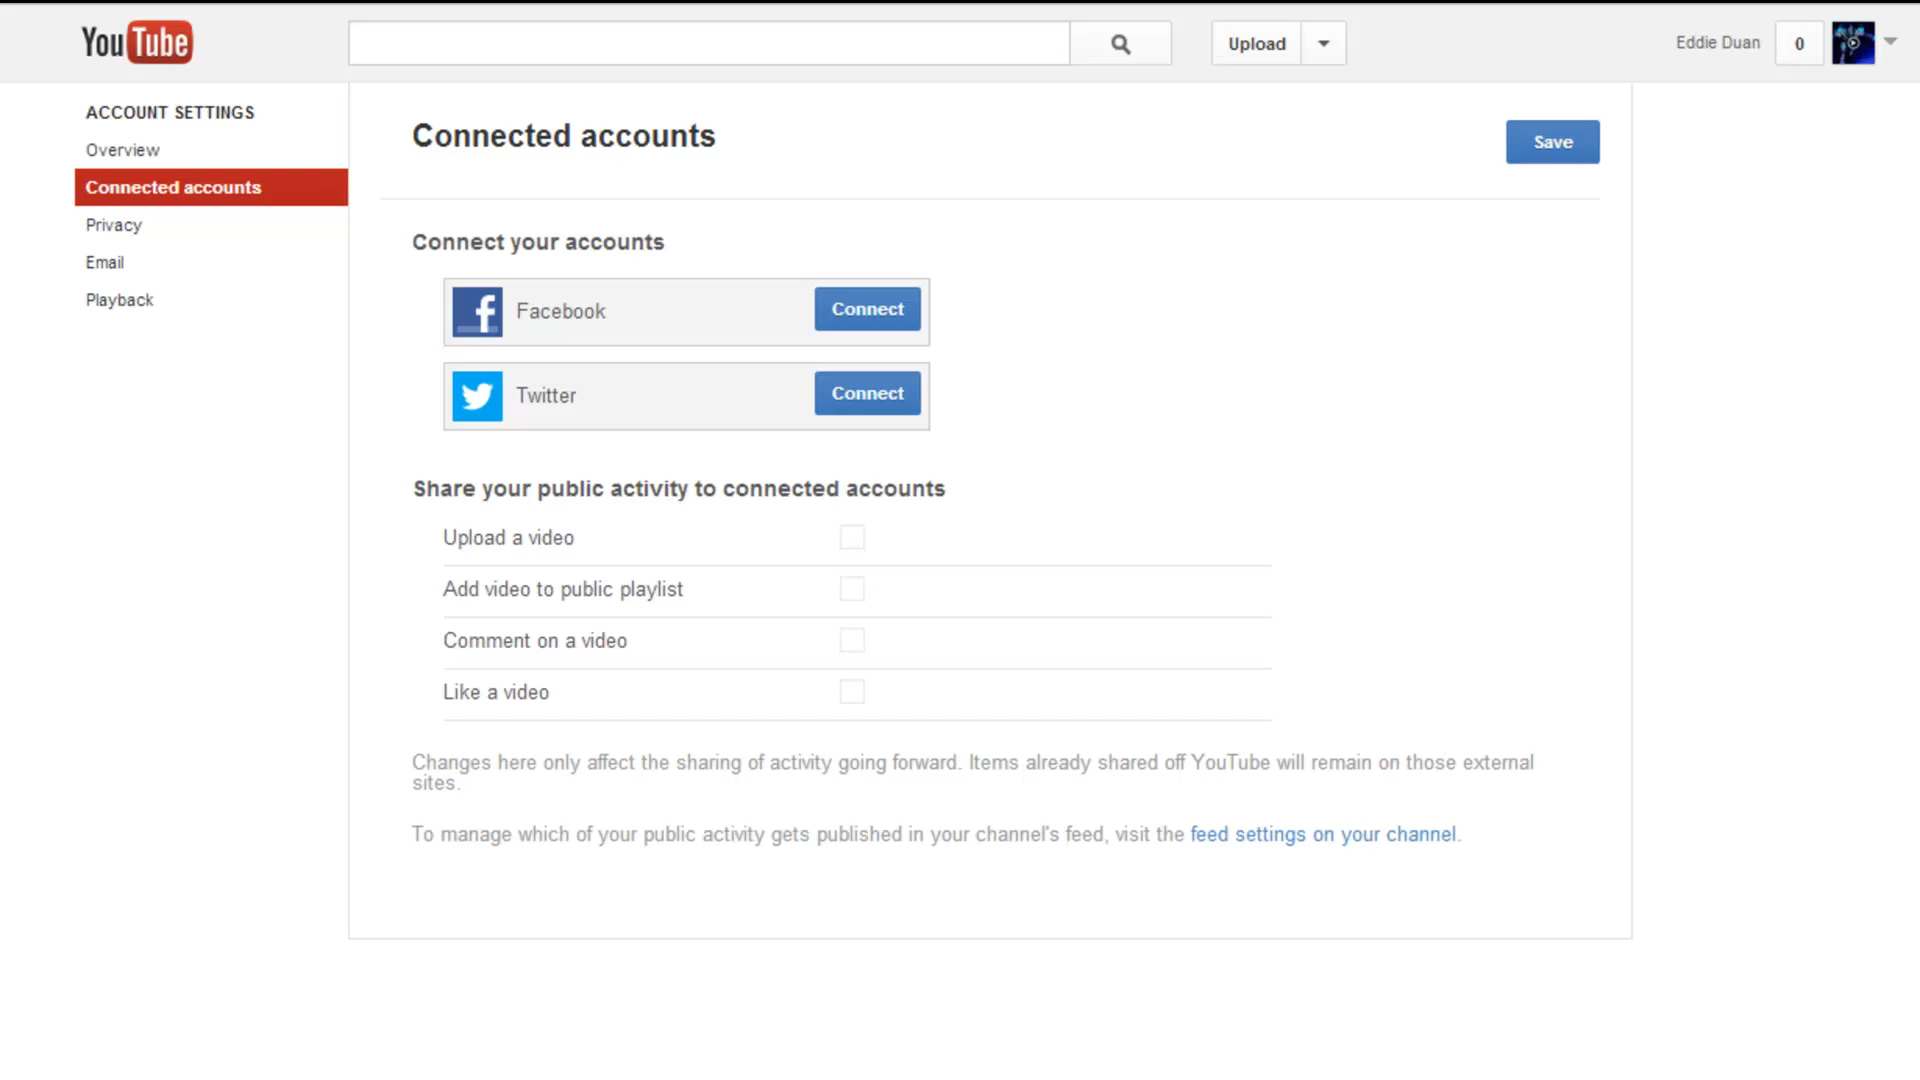 YouTube
Upload
Eddie Duan
0
ACCOUNT SETTINGS
Overview
Connected accounts
Privacy
Email
Playback
Connected accounts
Save
Connect your accounts
Facebook
Connect
Twitter
Connect
Share your public activity to connected accounts
Upload a video
Add video to public playlist
Comment on a video
Like a video
Changes here only affect the sharing of activity going forward. Items already shared off YouTube will remain on those external
sites.
To manage which of your public activity gets published in your channel's feed, visit the feed settings on your channel.